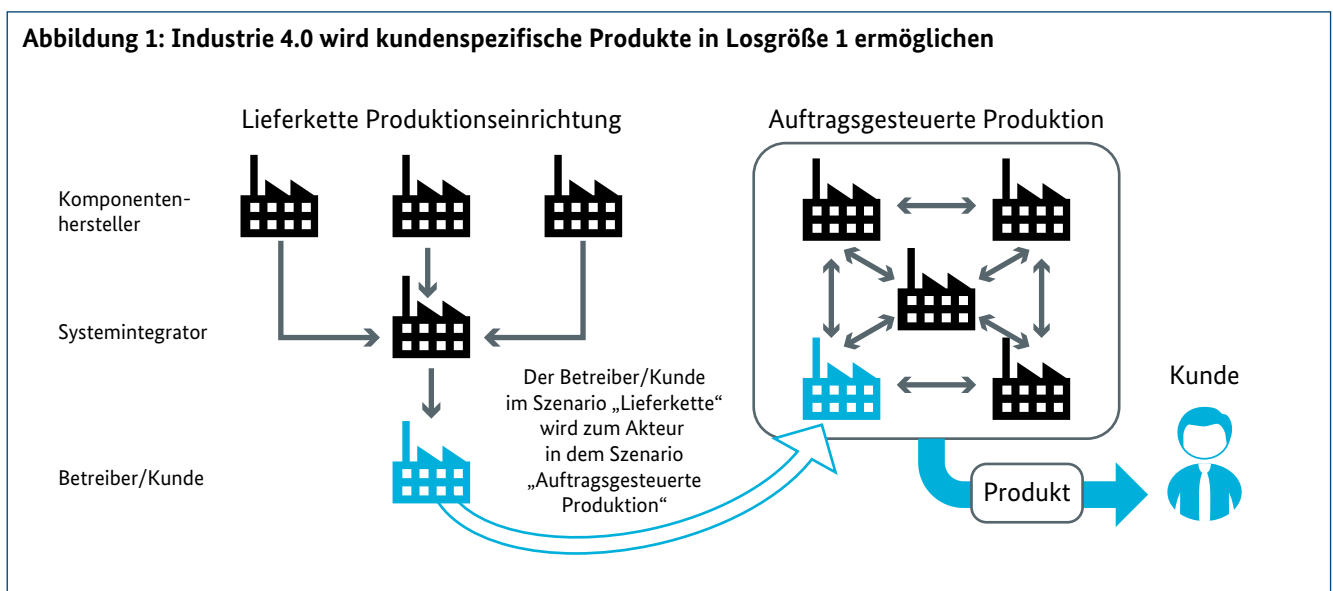 Abbildung 1: Industrie 4.0 wird kundenspezifische Produkte in Losgröße 1 ermöglichen
Lieferkette Produktionseinrichtung
Auftragsgesteuerte Produktion
Komponenten-
hersteller
Systemintegrator
Betreiber/Kunde
Der Betreiber/Kunde
im Szenario „Lieferkette“
wird zum Akteur
in dem Szenario
„Auftragsgesteuerte
Produktion“
Produkt
Kunde